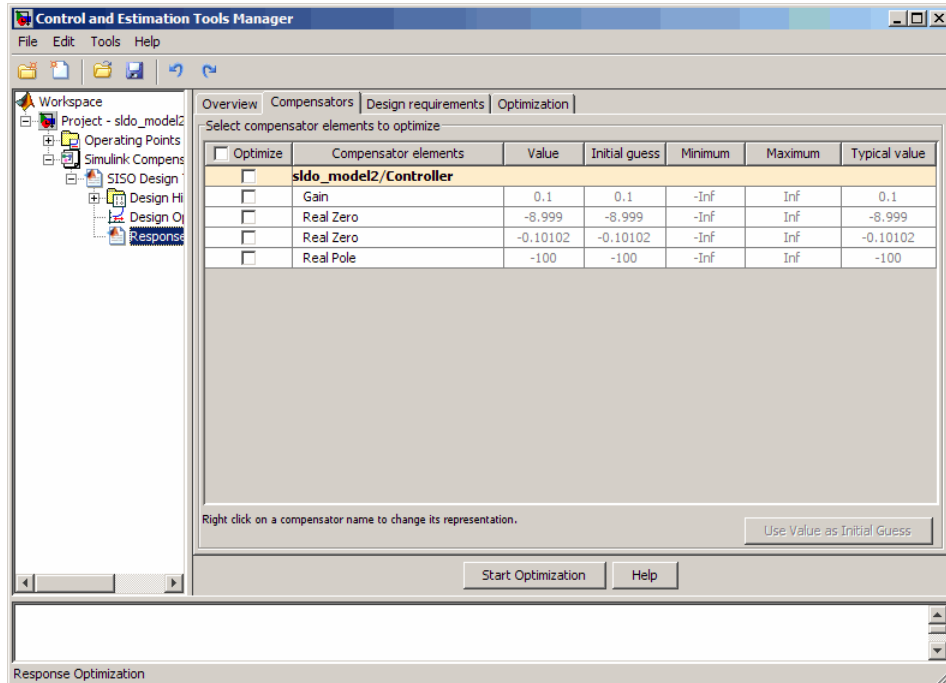 Control and Estimation Tools Manager
File Edit Tools Help
Workspace
Project - sldo_model2
Operating Points
Simulink Compens
SISO Design
Design Hi
Design Op
Response
Overview Compensators Design requirements Optimization
Select compensator elements to optimize
Optimize Compensator elements Value Initial guess Minimum Maximum Typical value
sldo_model2/Controller
Gain 0.1 0.1 -Inf Inf 0.1
Real Zero -8.999 -8.999 -Inf Inf -8.999
Real Zero -0.10102 -0.10102 -Inf Inf -0.10102
Real Pole -100 -100 -Inf Inf -100
Right click on a compensator name to change its representation.
Use Value as Initial Guess
Start Optimization Help
Response Optimization